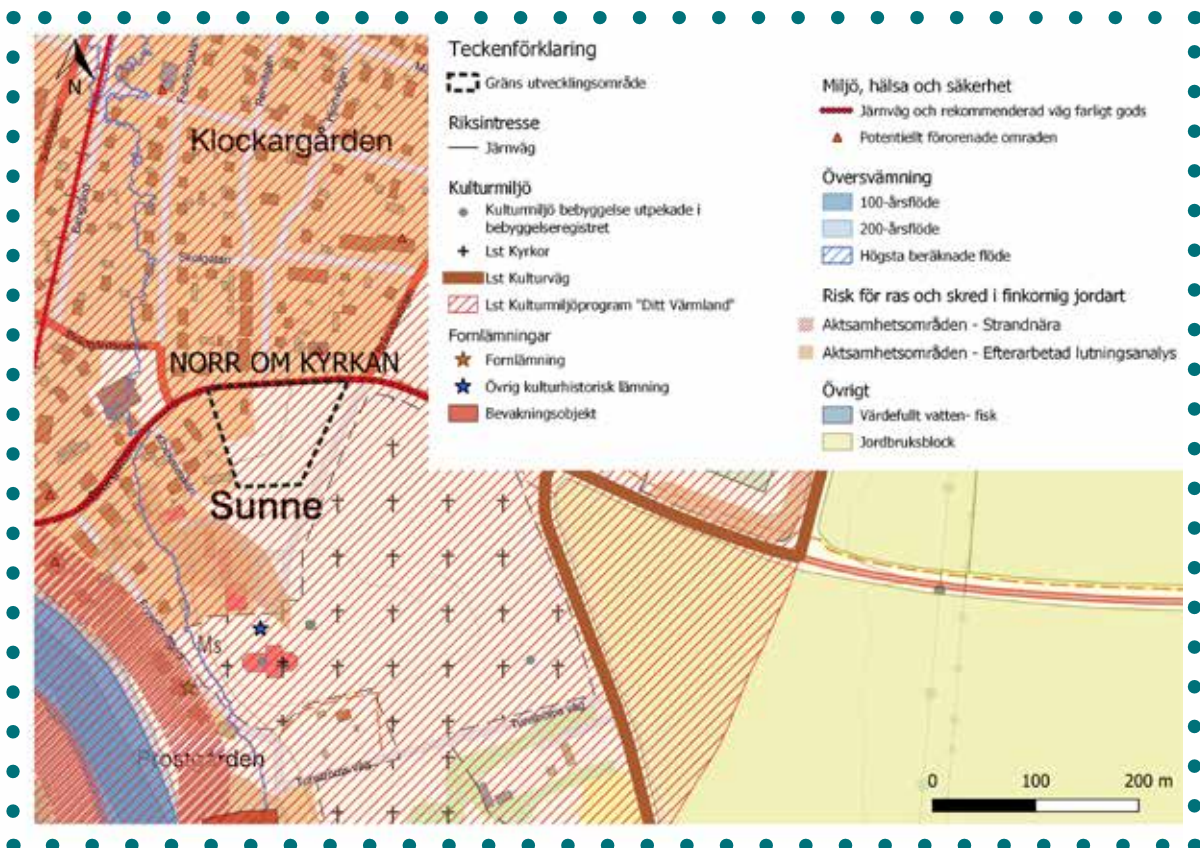 Teckenförklaring
Gräns utvecklingsområde
Riksintresse
Järnväg
Kulturmiljö
Kulturmiljö bebyggelse utpekade i
bebyggelseregistret
Lst Kyrkor
Lst Kulturväg
Lst Kulturmiljöprogram "Ditt Värmland"
Fornlämningar
Fornlämning
Övrig kulturhistorisk lämning
Bevakningsobjekt
Miljö, hälsa och säkerhet
Järnväg och rekommenderad väg farligt gods
Potentiellt förorenade områden
Översvämning
100-årsflöde
200-årsflöde
Högsta beräknade flöde
Risk för ras och skred i finkornig jordart
Aktsamhetsområden - Strandnära
Aktsamhetsområden - Efterarbetad lutningsanalys
Övrigt
Värdefullt vatten- fisk
Jordbruksblock
N
Klockargården
Skolgatan
NORR OM KYRKAN
Sunne
Ms
Prostgården
0 100 200 m